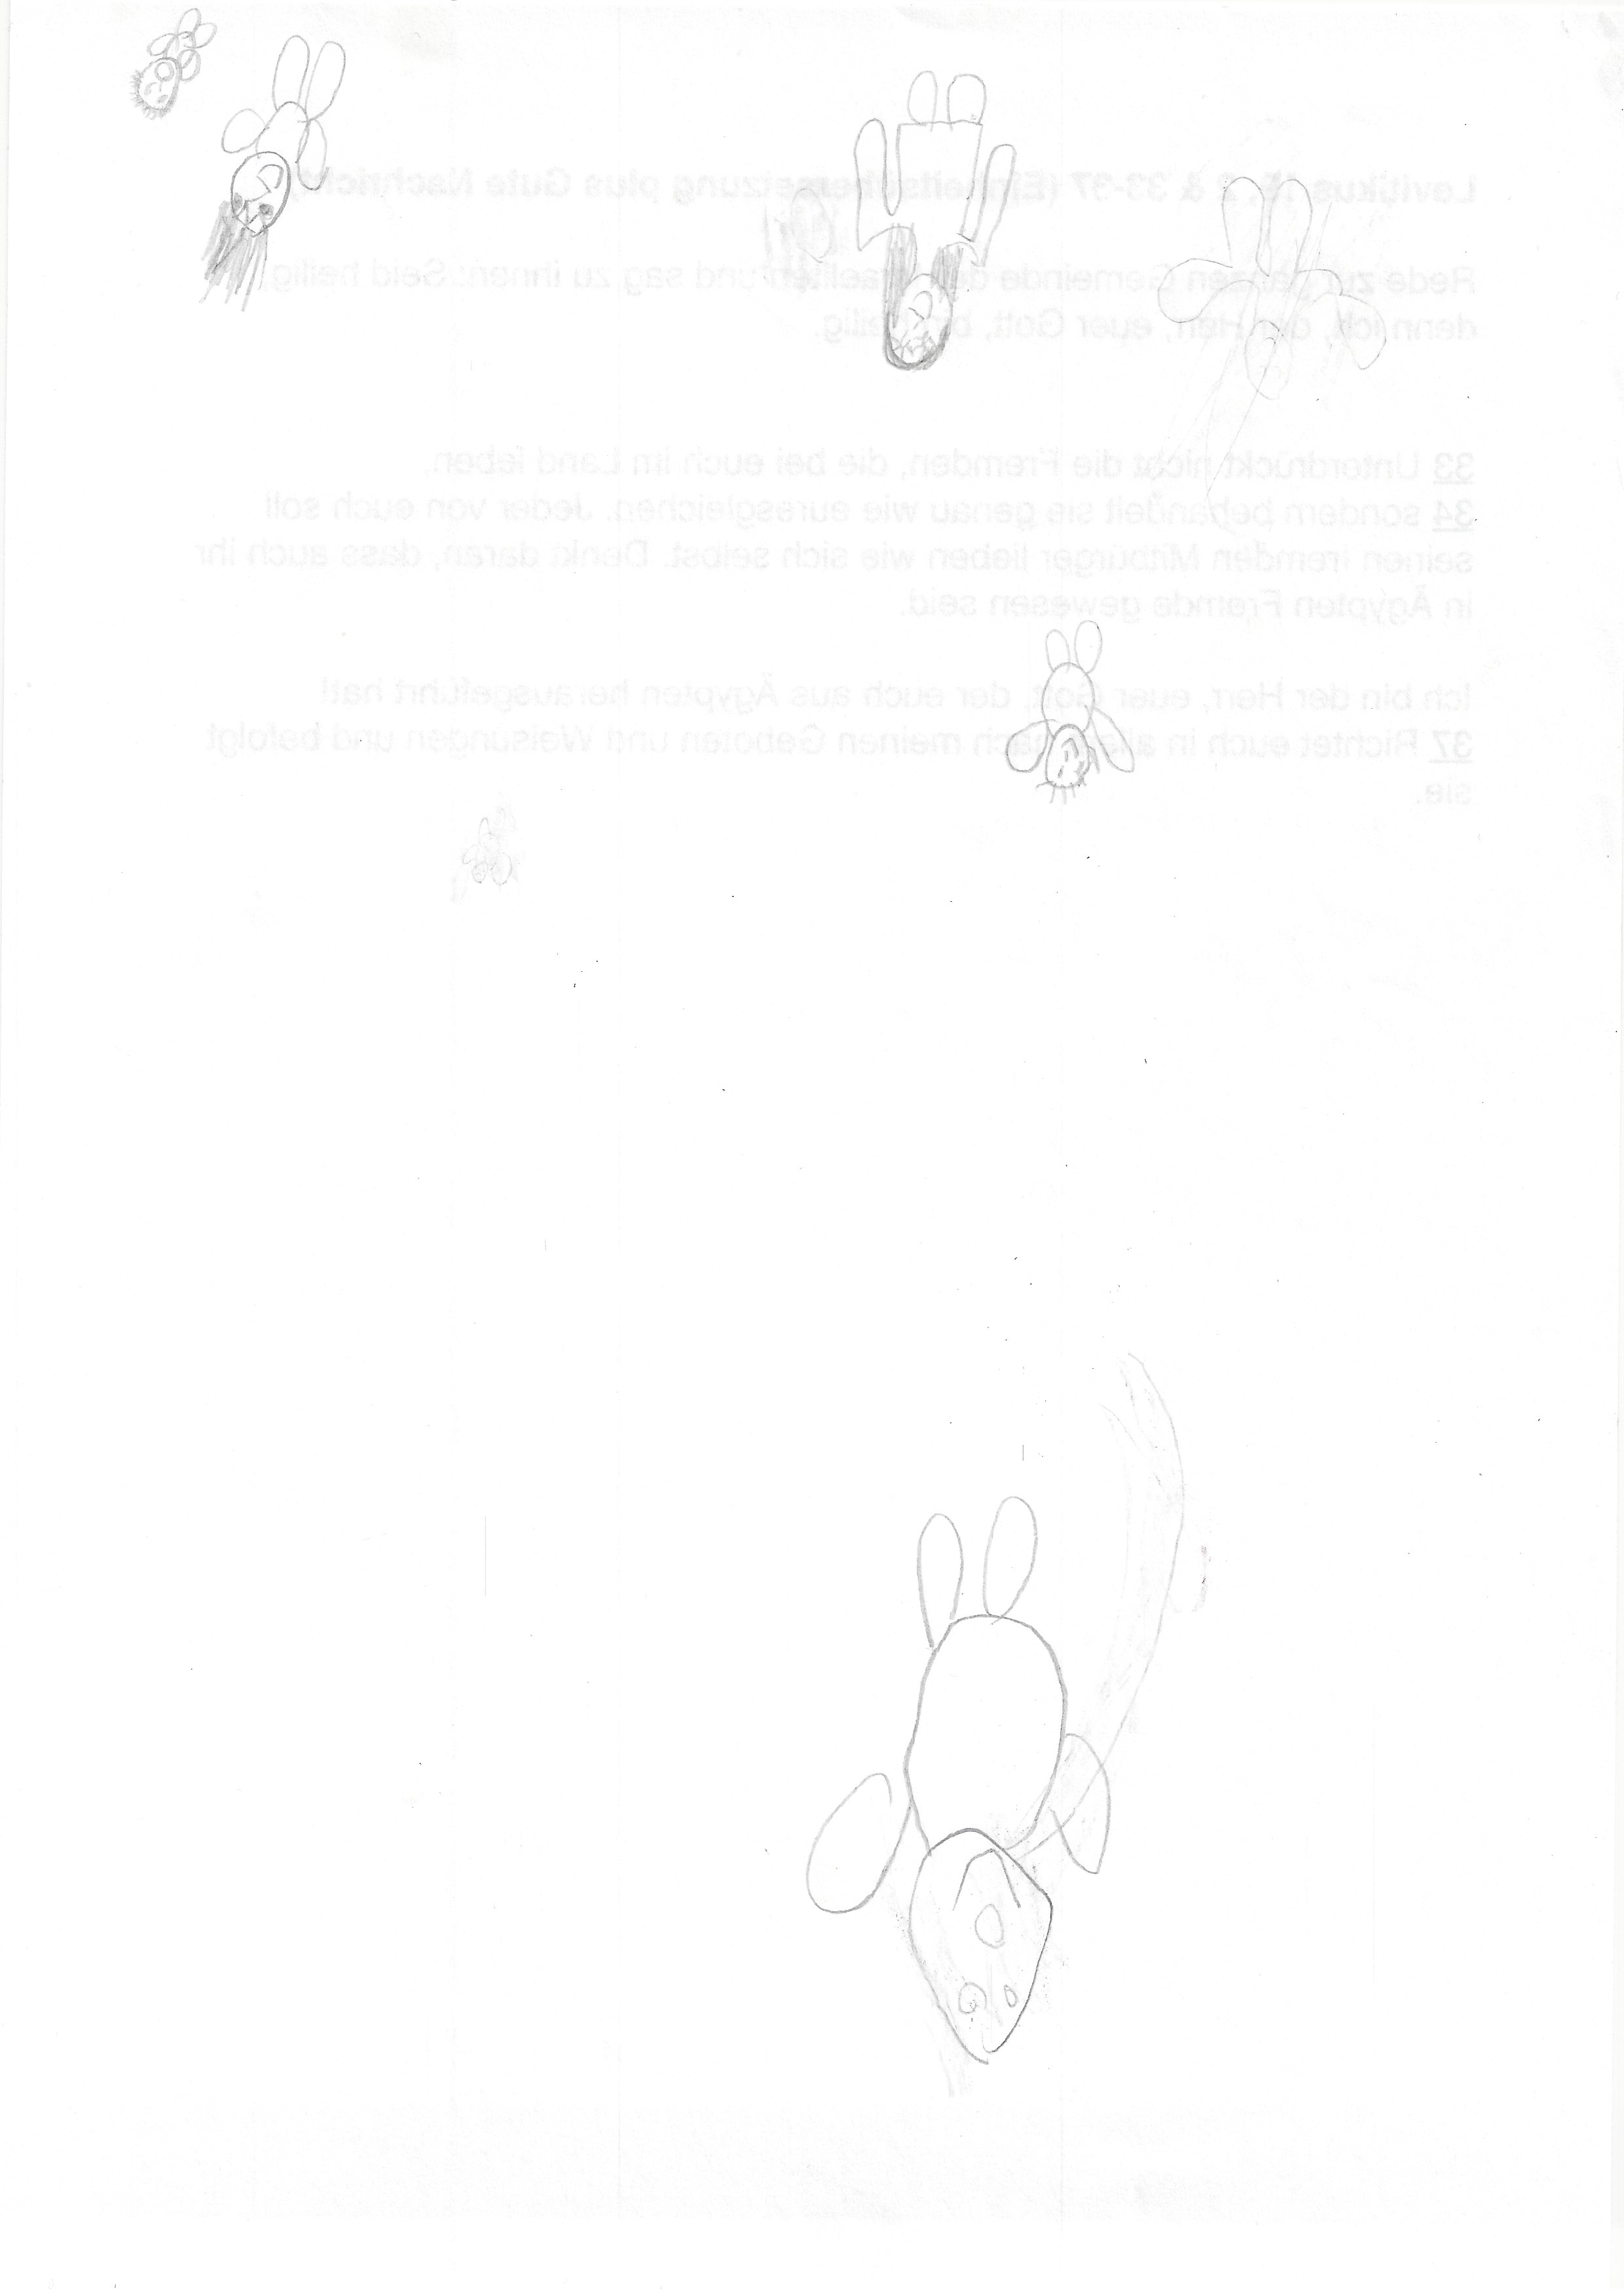 Levitikus 19, 2 & 33-37 (Einheitsübersetzung plus Gute Nachricht)
Rede zur ganzen Gemeinde der Israeliten und sag zu ihnen: Seid heilig,
denn ich, der Herr, euer Gott, bin heilig.
33 Unterdrückt nicht die Fremden, die bei euch im Land leben,
34 sondern behandelt sie genau wie euresgleichen. Jeder von euch soll
seinen fremden Mitbürger lieben wie sich selbst. Denkt daran, dass auch ihr
in Ägypten Fremde gewesen seid.
Ich bin der Herr, euer Gott, der euch aus Ägypten herausgeführt hat!
37 Richtet euch in allem nach meinen Geboten und Weisungen und befolgt
sie.